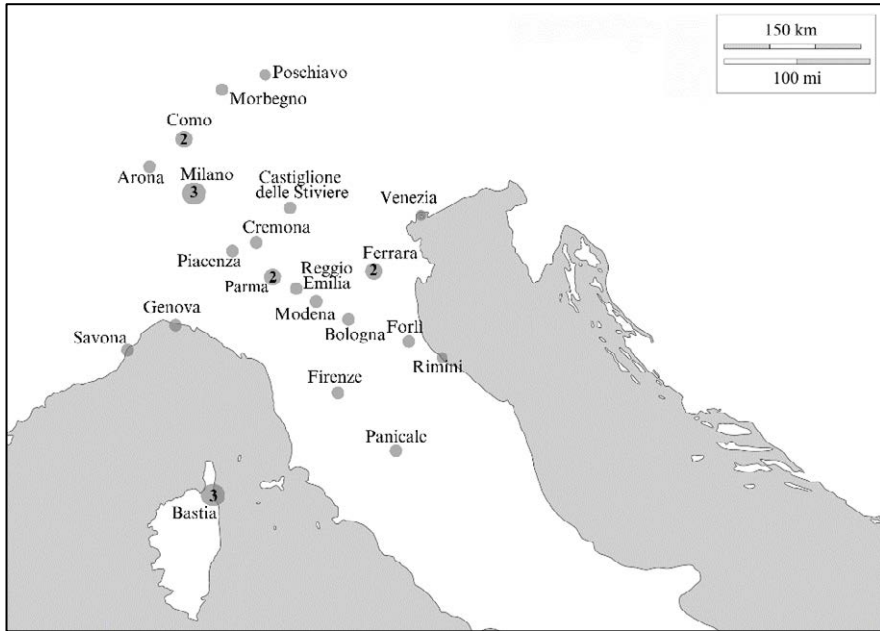 150 km
100 mi
Poschiavo
Morbegno
Como
2
Arona
Milano
3
Castiglione
delle Stiviere
Venezia
Cremona
Piacenza
Ferrara
2
Parma
2
Reggio
Emilia
Modena
Genova
Savona
Bologna
Forlì
Rimini
Firenze
Panicale
3
Bastia